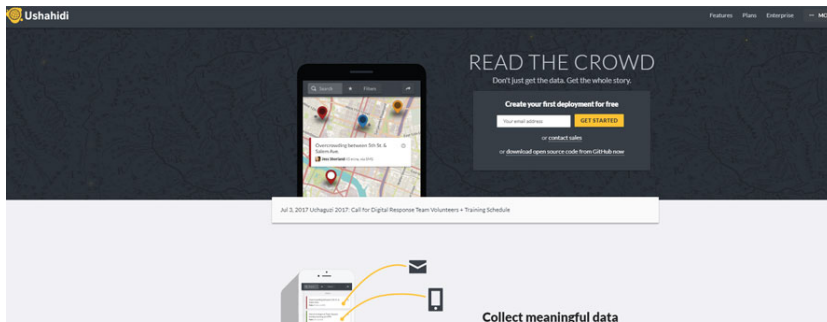 Ushahidi
Features Plans Enterprise
READ THE CROWD
Don't just get the data. Get the whole story.
Search
Filters
Create your first deployment for free
Your email address
GET STARTED
or contact sales
or download open source code from GitHub now
Overcrowding between 5th St. &
Salem Ave.
Jul 3, 2017 Uchaguzi 2017: Call for Digital Response Team Volunteers + Training Schedule
Collect meaningful data